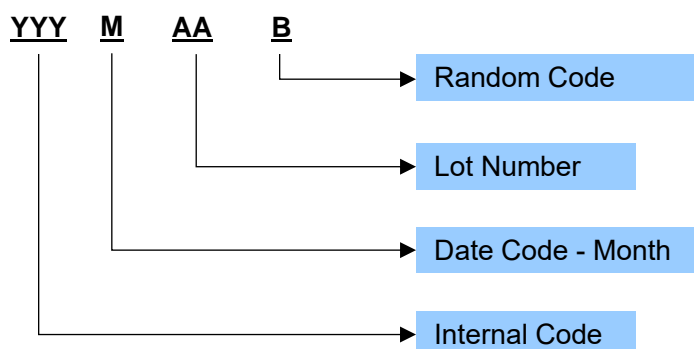 YYY M AA B
Random Code
Lot Number
Date Code - Month
Internal Code